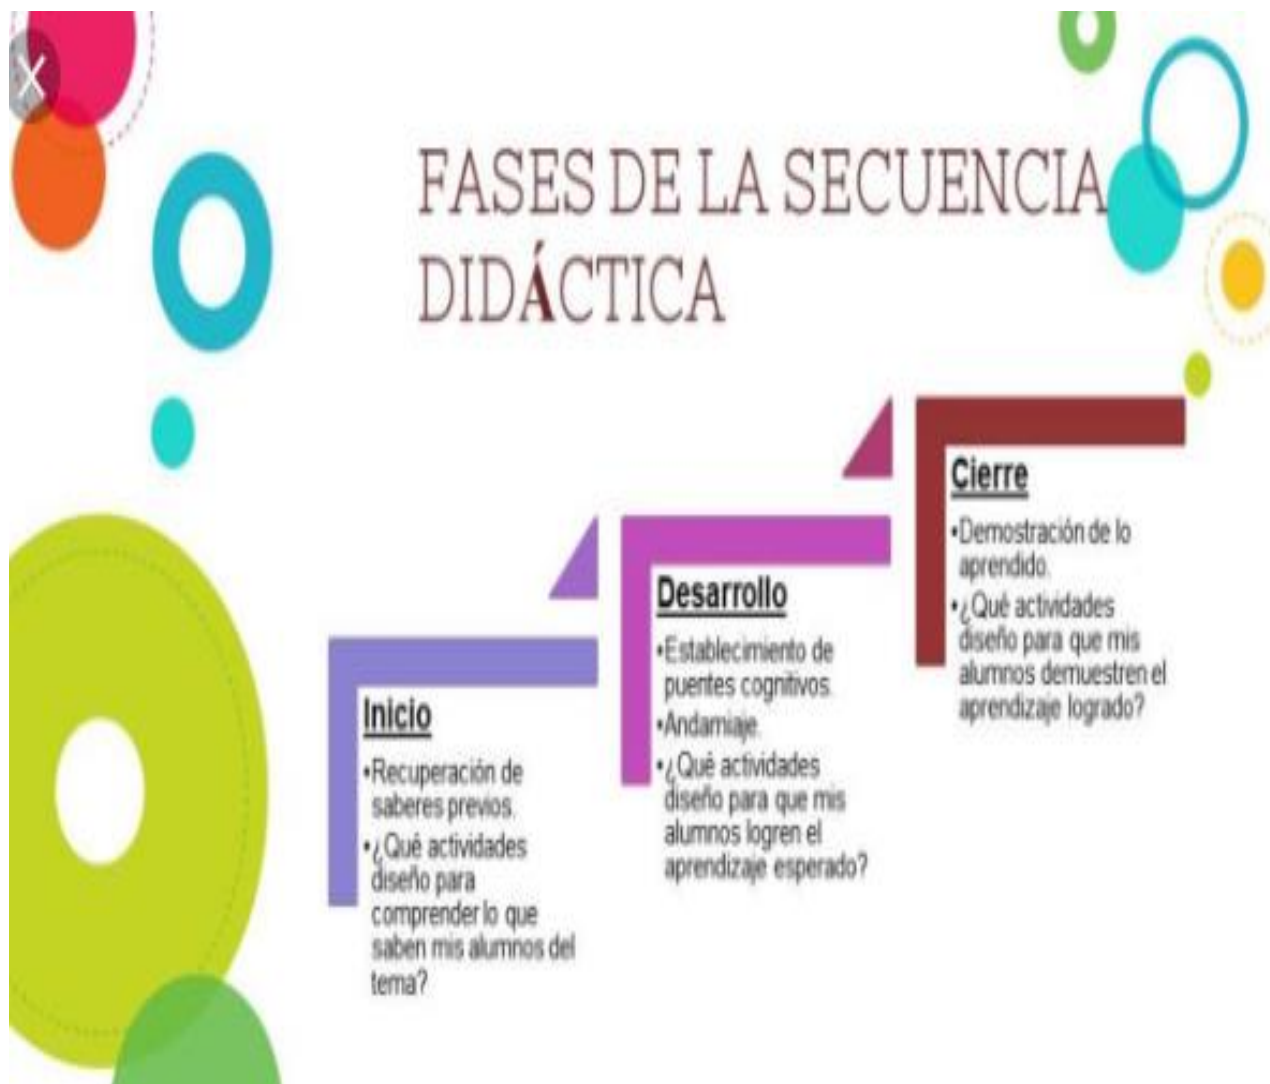 FASES DE LA SECUENCIA
DIDÁCTICA
Inicio
•Recuperación de
saberes previos.
•¿Qué actividades
diseño para
comprender lo que
saben mis alumnos del
tema?
Desarrollo
•Establecimiento de
puentes cognitivos.
•Andamiaje.
•¿Qué actividades
diseño para que mis
alumnos logren el
aprendizaje esperado?
Cierre
•Demostración de lo
aprendido.
•¿Qué actividades
diseño para que mis
alumnos demuestren el
aprendizaje logrado?